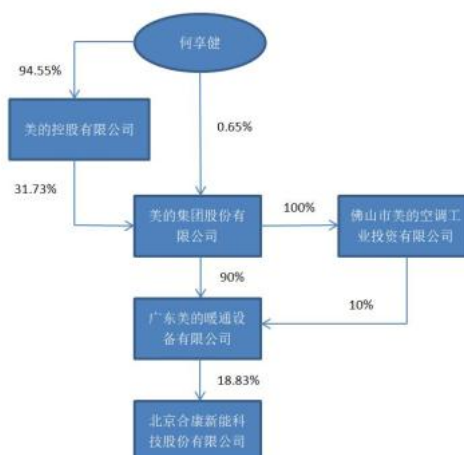 何享健
94.55%
美的控股有限公司
0.65%
31.73%
美的集团股份有
限公司
100%
佛山市美的空调工
业投资有限公司
90%
10%
广东美的暖通设
备有限公司
18.83%
北京合康新能科
技股份有限公司